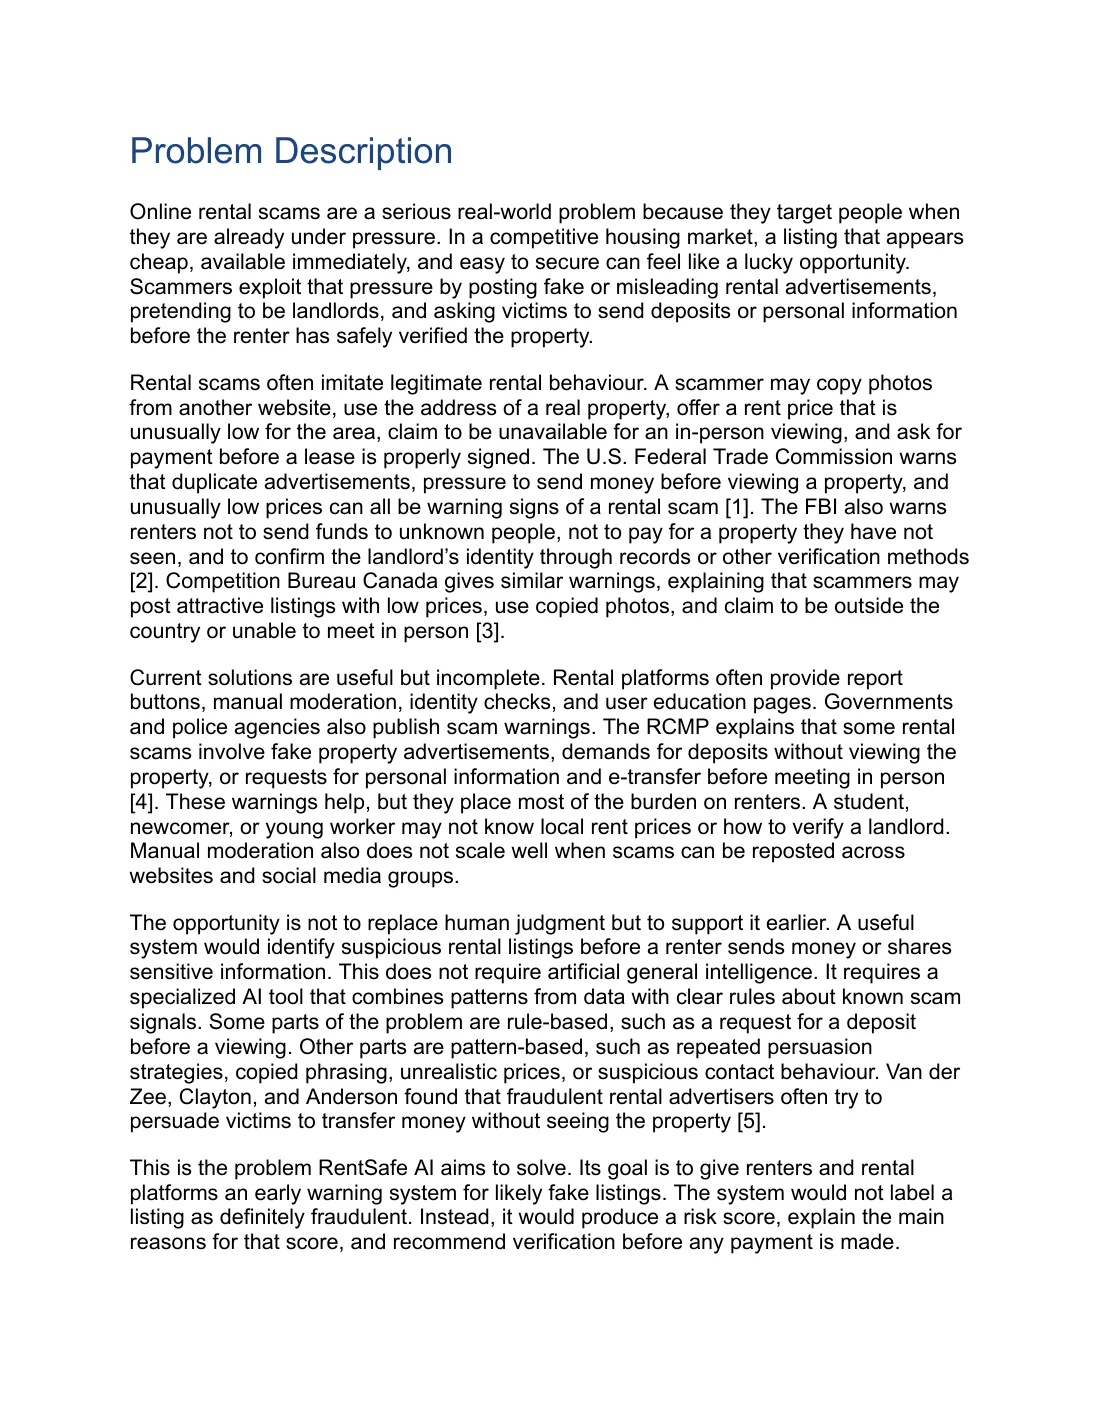 Problem Description
Online rental scams are a serious real-world problem because they target people when
they are already under pressure. In a competitive housing market, a listing that appears
cheap, available immediately, and easy to secure can feel like a lucky opportunity.
Scammers exploit that pressure by posting fake or misleading rental advertisements,
pretending to be landlords, and asking victims to send deposits or personal information
before the renter has safely verified the property.
Rental scams often imitate legitimate rental behaviour. A scammer may copy photos
from another website, use the address of a real property, offer a rent price that is
unusually low for the area, claim to be unavailable for an in-person viewing, and ask for
payment before a lease is properly signed. The U.S. Federal Trade Commission warns
that duplicate advertisements, pressure to send money before viewing a property, and
unusually low prices can all be warning signs of a rental scam [1]. The FBI also warns
renters not to send funds to unknown people, not to pay for a property they have not
seen, and to confirm the landlord’s identity through records or other verification methods
[2]. Competition Bureau Canada gives similar warnings, explaining that scammers may
post attractive listings with low prices, use copied photos, and claim to be outside the
country or unable to meet in person [3].
Current solutions are useful but incomplete. Rental platforms often provide report
buttons, manual moderation, identity checks, and user education pages. Governments
and police agencies also publish scam warnings. The RCMP explains that some rental
scams involve fake property advertisements, demands for deposits without viewing the
property, or requests for personal information and e-transfer before meeting in person
[4]. These warnings help, but they place most of the burden on renters. A student,
newcomer, or young worker may not know local rent prices or how to verify a landlord.
Manual moderation also does not scale well when scams can be reposted across
websites and social media groups.
The opportunity is not to replace human judgment but to support it earlier. A useful
system would identify suspicious rental listings before a renter sends money or shares
sensitive information. This does not require artificial general intelligence. It requires a
specialized AI tool that combines patterns from data with clear rules about known scam
signals. Some parts of the problem are rule-based, such as a request for a deposit
before a viewing. Other parts are pattern-based, such as repeated persuasion
strategies, copied phrasing, unrealistic prices, or suspicious contact behaviour. Van der
Zee, Clayton, and Anderson found that fraudulent rental advertisers often try to
persuade victims to transfer money without seeing the property [5].
This is the problem RentSafe AI aims to solve. Its goal is to give renters and rental
platforms an early warning system for likely fake listings. The system would not label a
listing as definitely fraudulent. Instead, it would produce a risk score, explain the main
reasons for that score, and recommend verification before any payment is made.